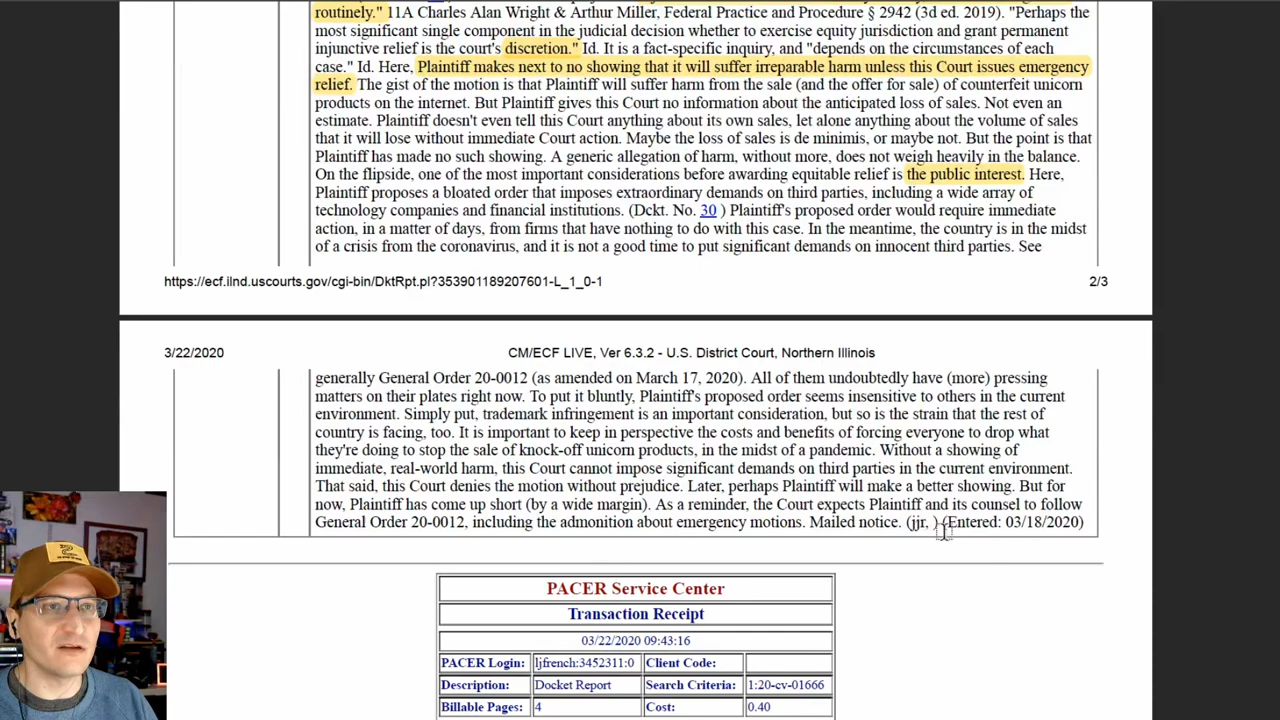 routinely." 11A Charles Alan Wright & Arthur Miller, Federal Practice and Procedure § 2942 (3d ed. 2019). "Perhaps the
most significant single component in the judicial decision whether to exercise equity jurisdiction and grant permanent
injunctive relief is the court's discretion." Id. It is a fact-specific inquiry, and "depends on the circumstances of each
case." Id. Here, Plaintiff makes next to no showing that it will suffer irreparable harm unless this Court issues emergency
relief. The gist of the motion is that Plaintiff will suffer harm from the sale (and the offer for sale) of counterfeit unicorn
products on the internet. But Plaintiff gives this Court no information about the anticipated loss of sales. Not even an
estimate. Plaintiff doesn't even tell this Court anything about its own sales, let alone anything about the volume of sales
that it will lose without immediate Court action. Maybe the loss of sales is de minimis, or maybe not. But the point is that
Plaintiff has made no such showing. A generic allegation of harm, without more, does not weigh heavily in the balance.
On the flipside, one of the most important considerations before awarding equitable relief is the public interest. Here,
Plaintiff proposes a bloated order that imposes extraordinary demands on third parties, including a wide array of
technology companies and financial institutions. (Dckt. No. 30 ) Plaintiff's proposed order would require immediate
action, in a matter of days, from firms that have nothing to do with this case. In the meantime, the country is in the midst
of a crisis from the coronavirus, and it is not a good time to put significant demands on innocent third parties. See
https://ecf.ilnd.uscourts.gov/cgi-bin/DktRpt.pl?353901189207601-L_1_0-1 2/3
3/22/2020 CM/ECF LIVE, Ver 6.3.2 - U.S. District Court, Northern Illinois
generally General Order 20-0012 (as amended on March 17, 2020). All of them undoubtedly have (more) pressing
matters on their plates right now. To put it bluntly, Plaintiff's proposed order seems insensitive to others in the current
environment. Simply put, trademark infringement is an important consideration, but so is the strain that the rest of
country is facing, too. It is important to keep in perspective the costs and benefits of forcing everyone to drop what
they're doing to stop the sale of knock-off unicorn products, in the midst of a pandemic. Without a showing of
immediate, real-world harm, this Court cannot impose significant demands on third parties in the current environment.
That said, this Court denies the motion without prejudice. Later, perhaps Plaintiff will make a better showing. But for
now, Plaintiff has come up short (by a wide margin). As a reminder, the Court expects Plaintiff and its counsel to follow
General Order 20-0012, including the admonition about emergency motions. Mailed notice. (jjr, ) (Entered: 03/18/2020)
PACER Service Center
Transaction Receipt
03/22/2020 09:43:16
PACER Login: ljfrench:3452311:0 Client Code:
Description: Docket Report Search Criteria: 1:20-cv-01666
Billable Pages: 4 Cost: 0.40